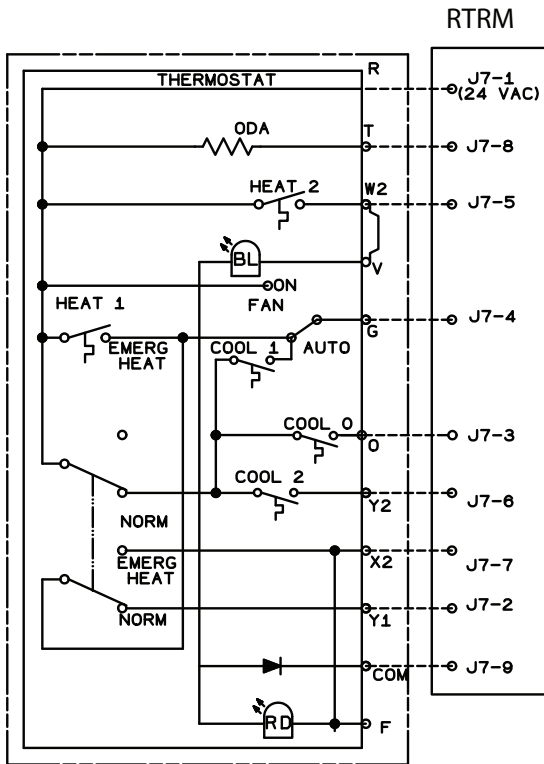 RTRM
R
THERMOSTAT
J7-1
(24 VAC)
ODA
T
J7-8
HEAT 2
W2
J7-5
BL
V
ON
FAN
HEAT 1
EMERG
HEAT
COOL 1
AUTO
G
J7-4
COOL O
O
J7-3
COOL 2
Y2
J7-6
NORM
EMERG
HEAT
X2
J7-7
NORM
Y1
J7-2
COM
J7-9
RD
F